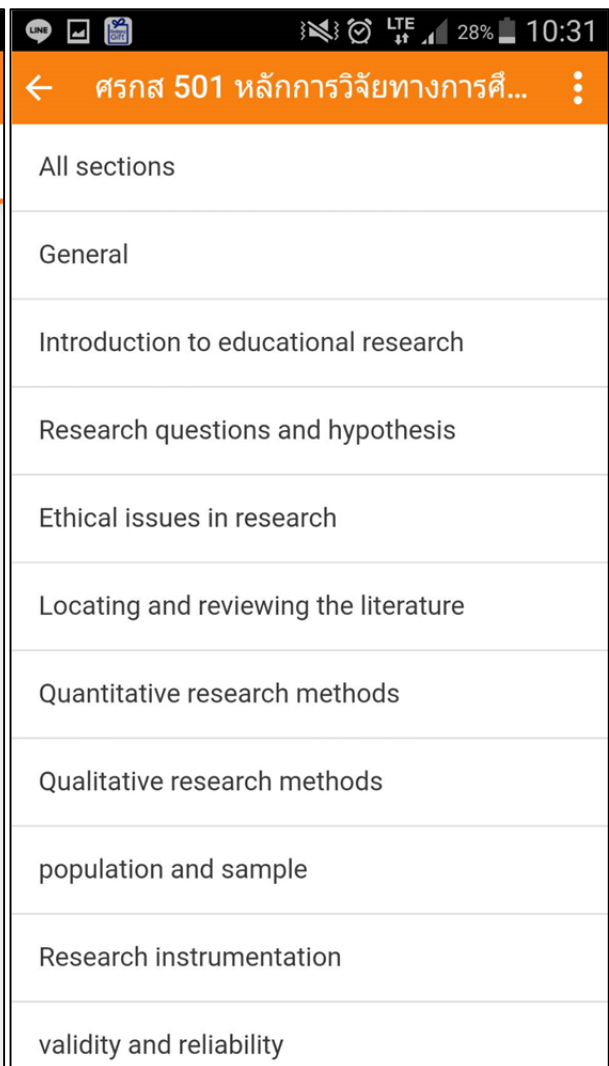 LINE LTE 28% 10:31
ศรกส 501 หลักการวิจัยทางการศึ...
All sections
General
Introduction to educational research
Research questions and hypothesis
Ethical issues in research
Locating and reviewing the literature
Quantitative research methods
Qualitative research methods
population and sample
Research instrumentation
validity and reliability